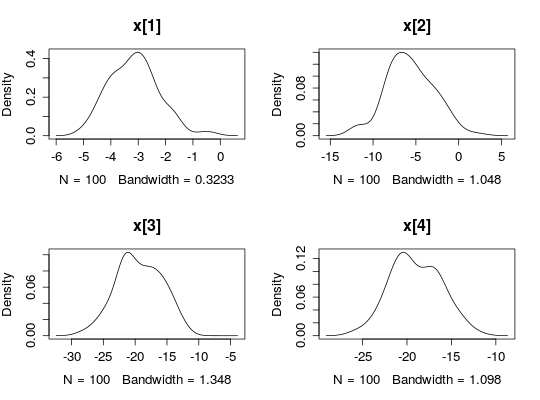 x[1]
Density
0.0 0.2 0.4
-6 -5 -4 -3 -2 -1 0
N = 100 Bandwidth = 0.3233
x[2]
Density
0.00 0.08
-15 -10 -5 0 5
N = 100 Bandwidth = 1.048
x[3]
Density
0.00 0.06
-30 -25 -20 -15 -10 -5
N = 100 Bandwidth = 1.348
x[4]
Density
0.00 0.06 0.12
-25 -20 -15 -10
N = 100 Bandwidth = 1.098